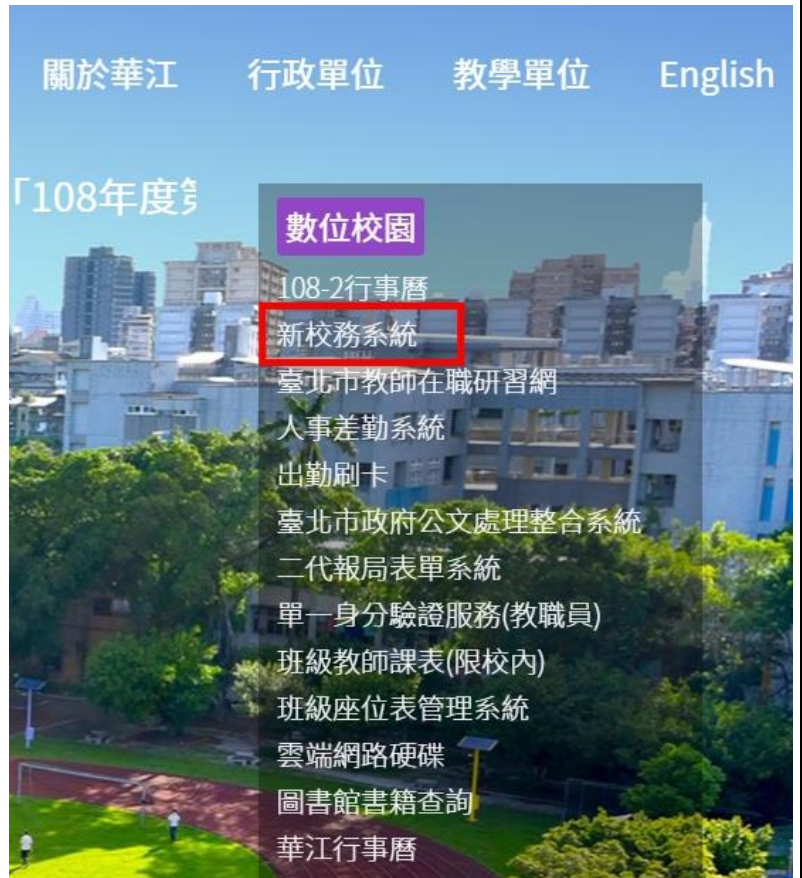 關於華江 行政單位 教學單位 English
「108年度第
數位校園
108-2行事曆
新校務系統
臺北市教師在職研習網
人事差勤系統
出勤刷卡
臺北市政府公文處理整合系統
二代報局表單系統
單一身分驗證服務(教職員)
班級教師課表(限校內)
班級座位表管理系統
雲端網路硬碟
圖書館書籍查詢
華江行事曆